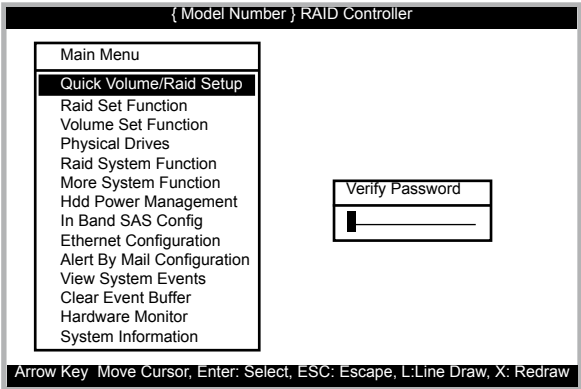 { Model Number } RAID Controller
Main Menu
Quick Volume/Raid Setup
Raid Set Function
Volume Set Function
Physical Drives
Raid System Function
More System Function
Hdd Power Management
In Band SAS Config
Ethernet Configuration
Alert By Mail Configuration
View System Events
Clear Event Buffer
Hardware Monitor
System Information
Verify Password
Arrow Key Move Cursor, Enter: Select, ESC: Escape, L:Line Draw, X: Redraw